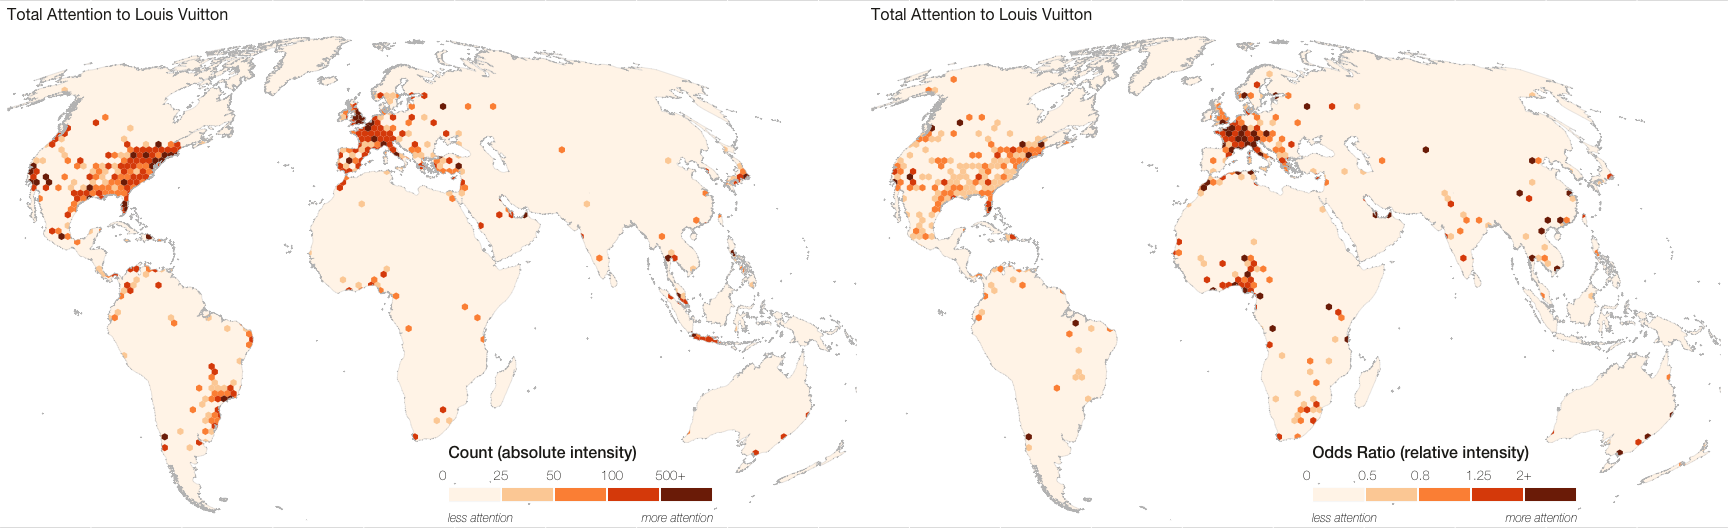 Total Attention to Louis Vuitton
Count (absolute intensity)
0 25 50 100 500+
less attention more attention
Total Attention to Louis Vuitton
Odds Ratio (relative intensity)
0 0.5 0.8 1.25 2+
less attention more attention